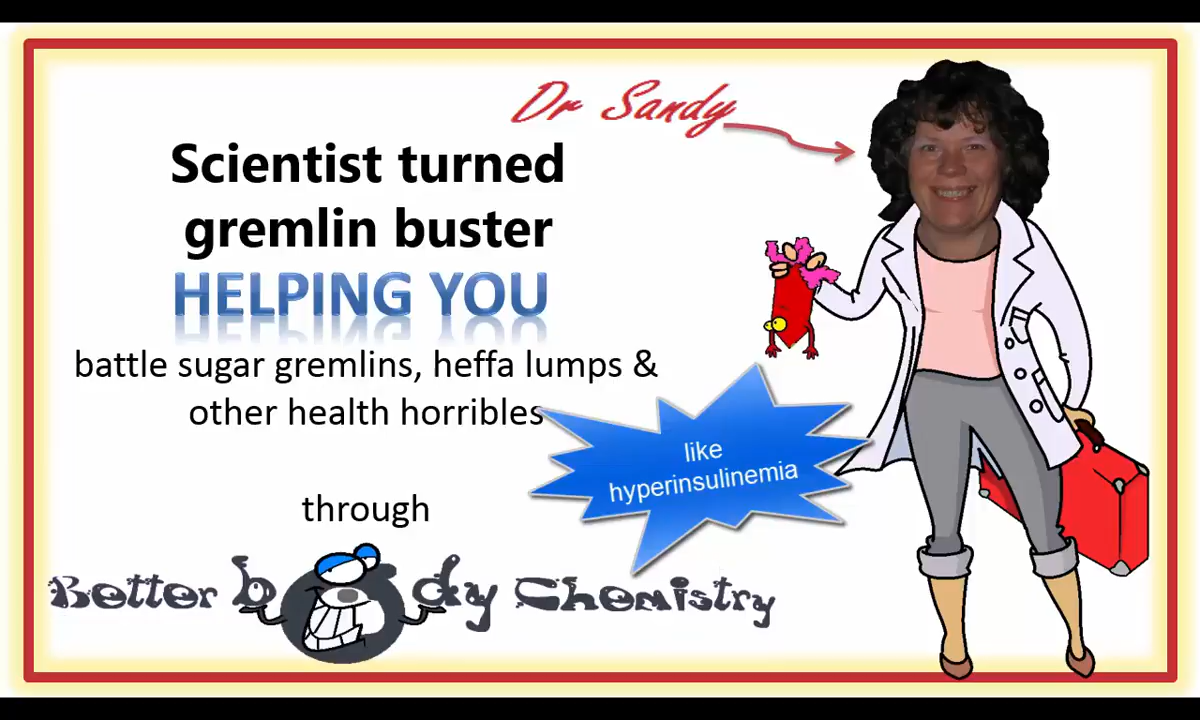 Dr Sandy
Scientist turned
gremlin buster
HELPING YOU
battle sugar gremlins, heffa lumps &
other health horribles
like
hyperinsulinemia
through
Better body Chemistry